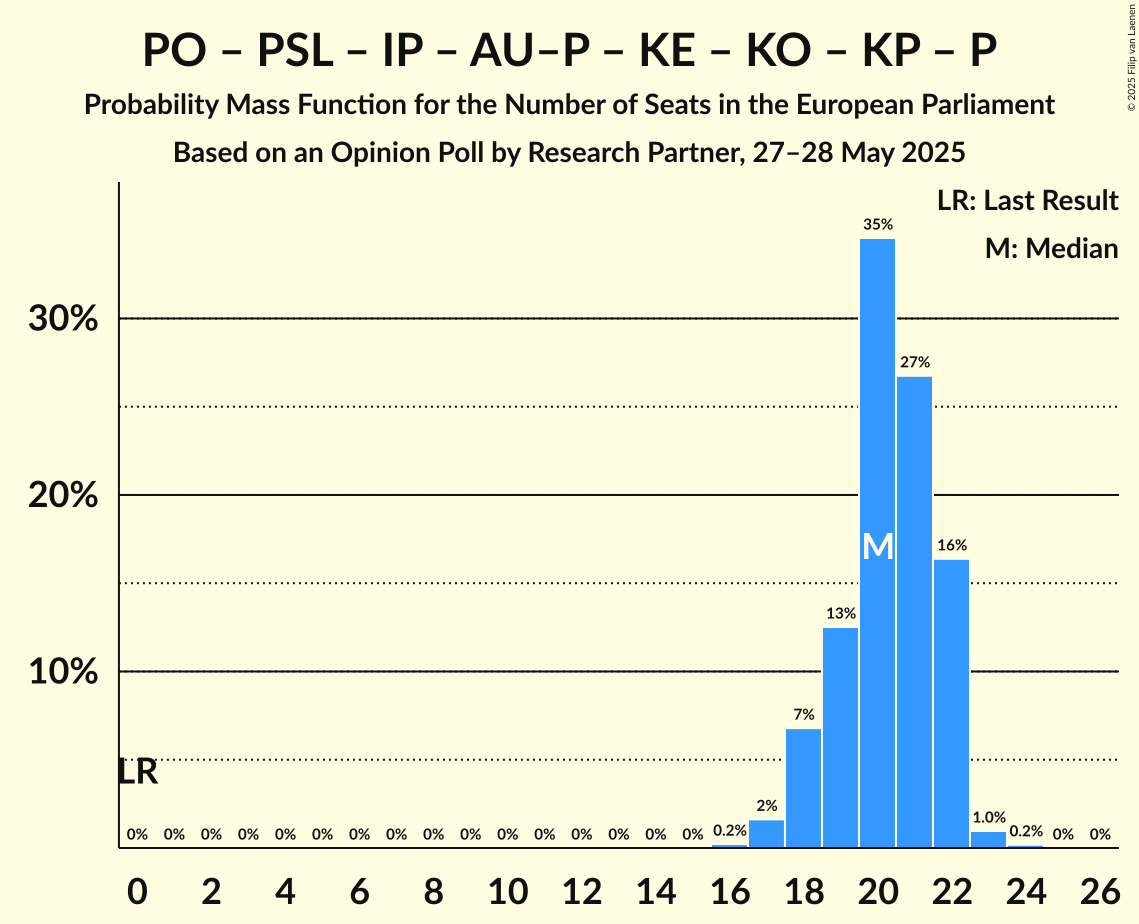 PO – PSL – IP – AU–P – KE – KO – KP – P
Probability Mass Function for the Number of Seats in the European Parliament
Based on an Opinion Poll by Research Partner, 27–28 May 2025
© 2025 Filip van Laenen
LR: Last Result
M: Median
35%
30%
27%
20%
M
16%
13%
10%
7%
LR
2%
0% 0% 0% 0% 0% 0% 0% 0% 0% 0% 0% 0% 0% 0% 0% 0% 0.2% 1.0% 0.2% 0% 0%
0 2 4 6 8 10 12 14 16 18 20 22 24 26